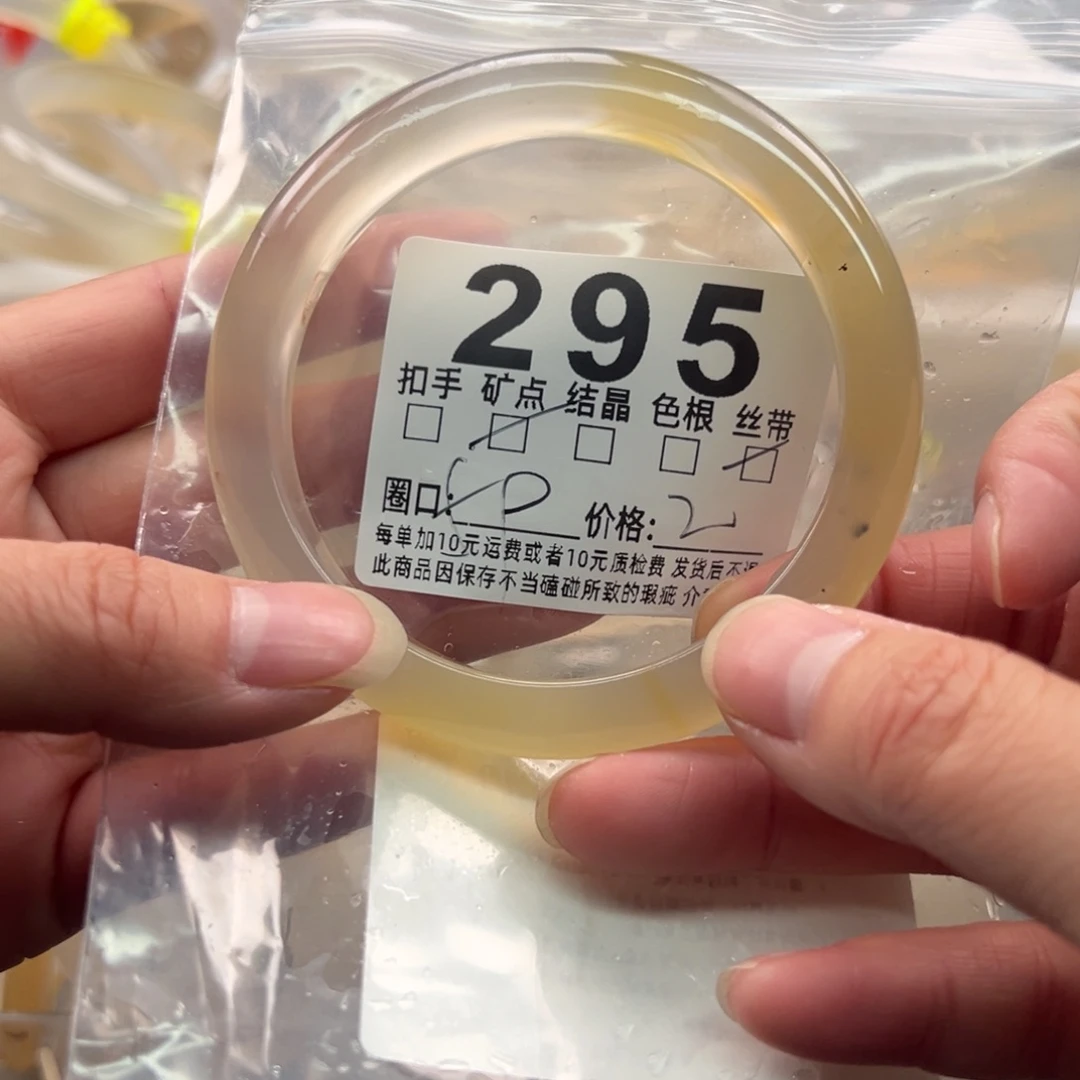 295
扣手 矿点 结晶 色根 丝带
圈口: 价格:
每单加10元运费或者10元质检费 发货后不
此商品因保存不当磕碰所致的瑕疵 介